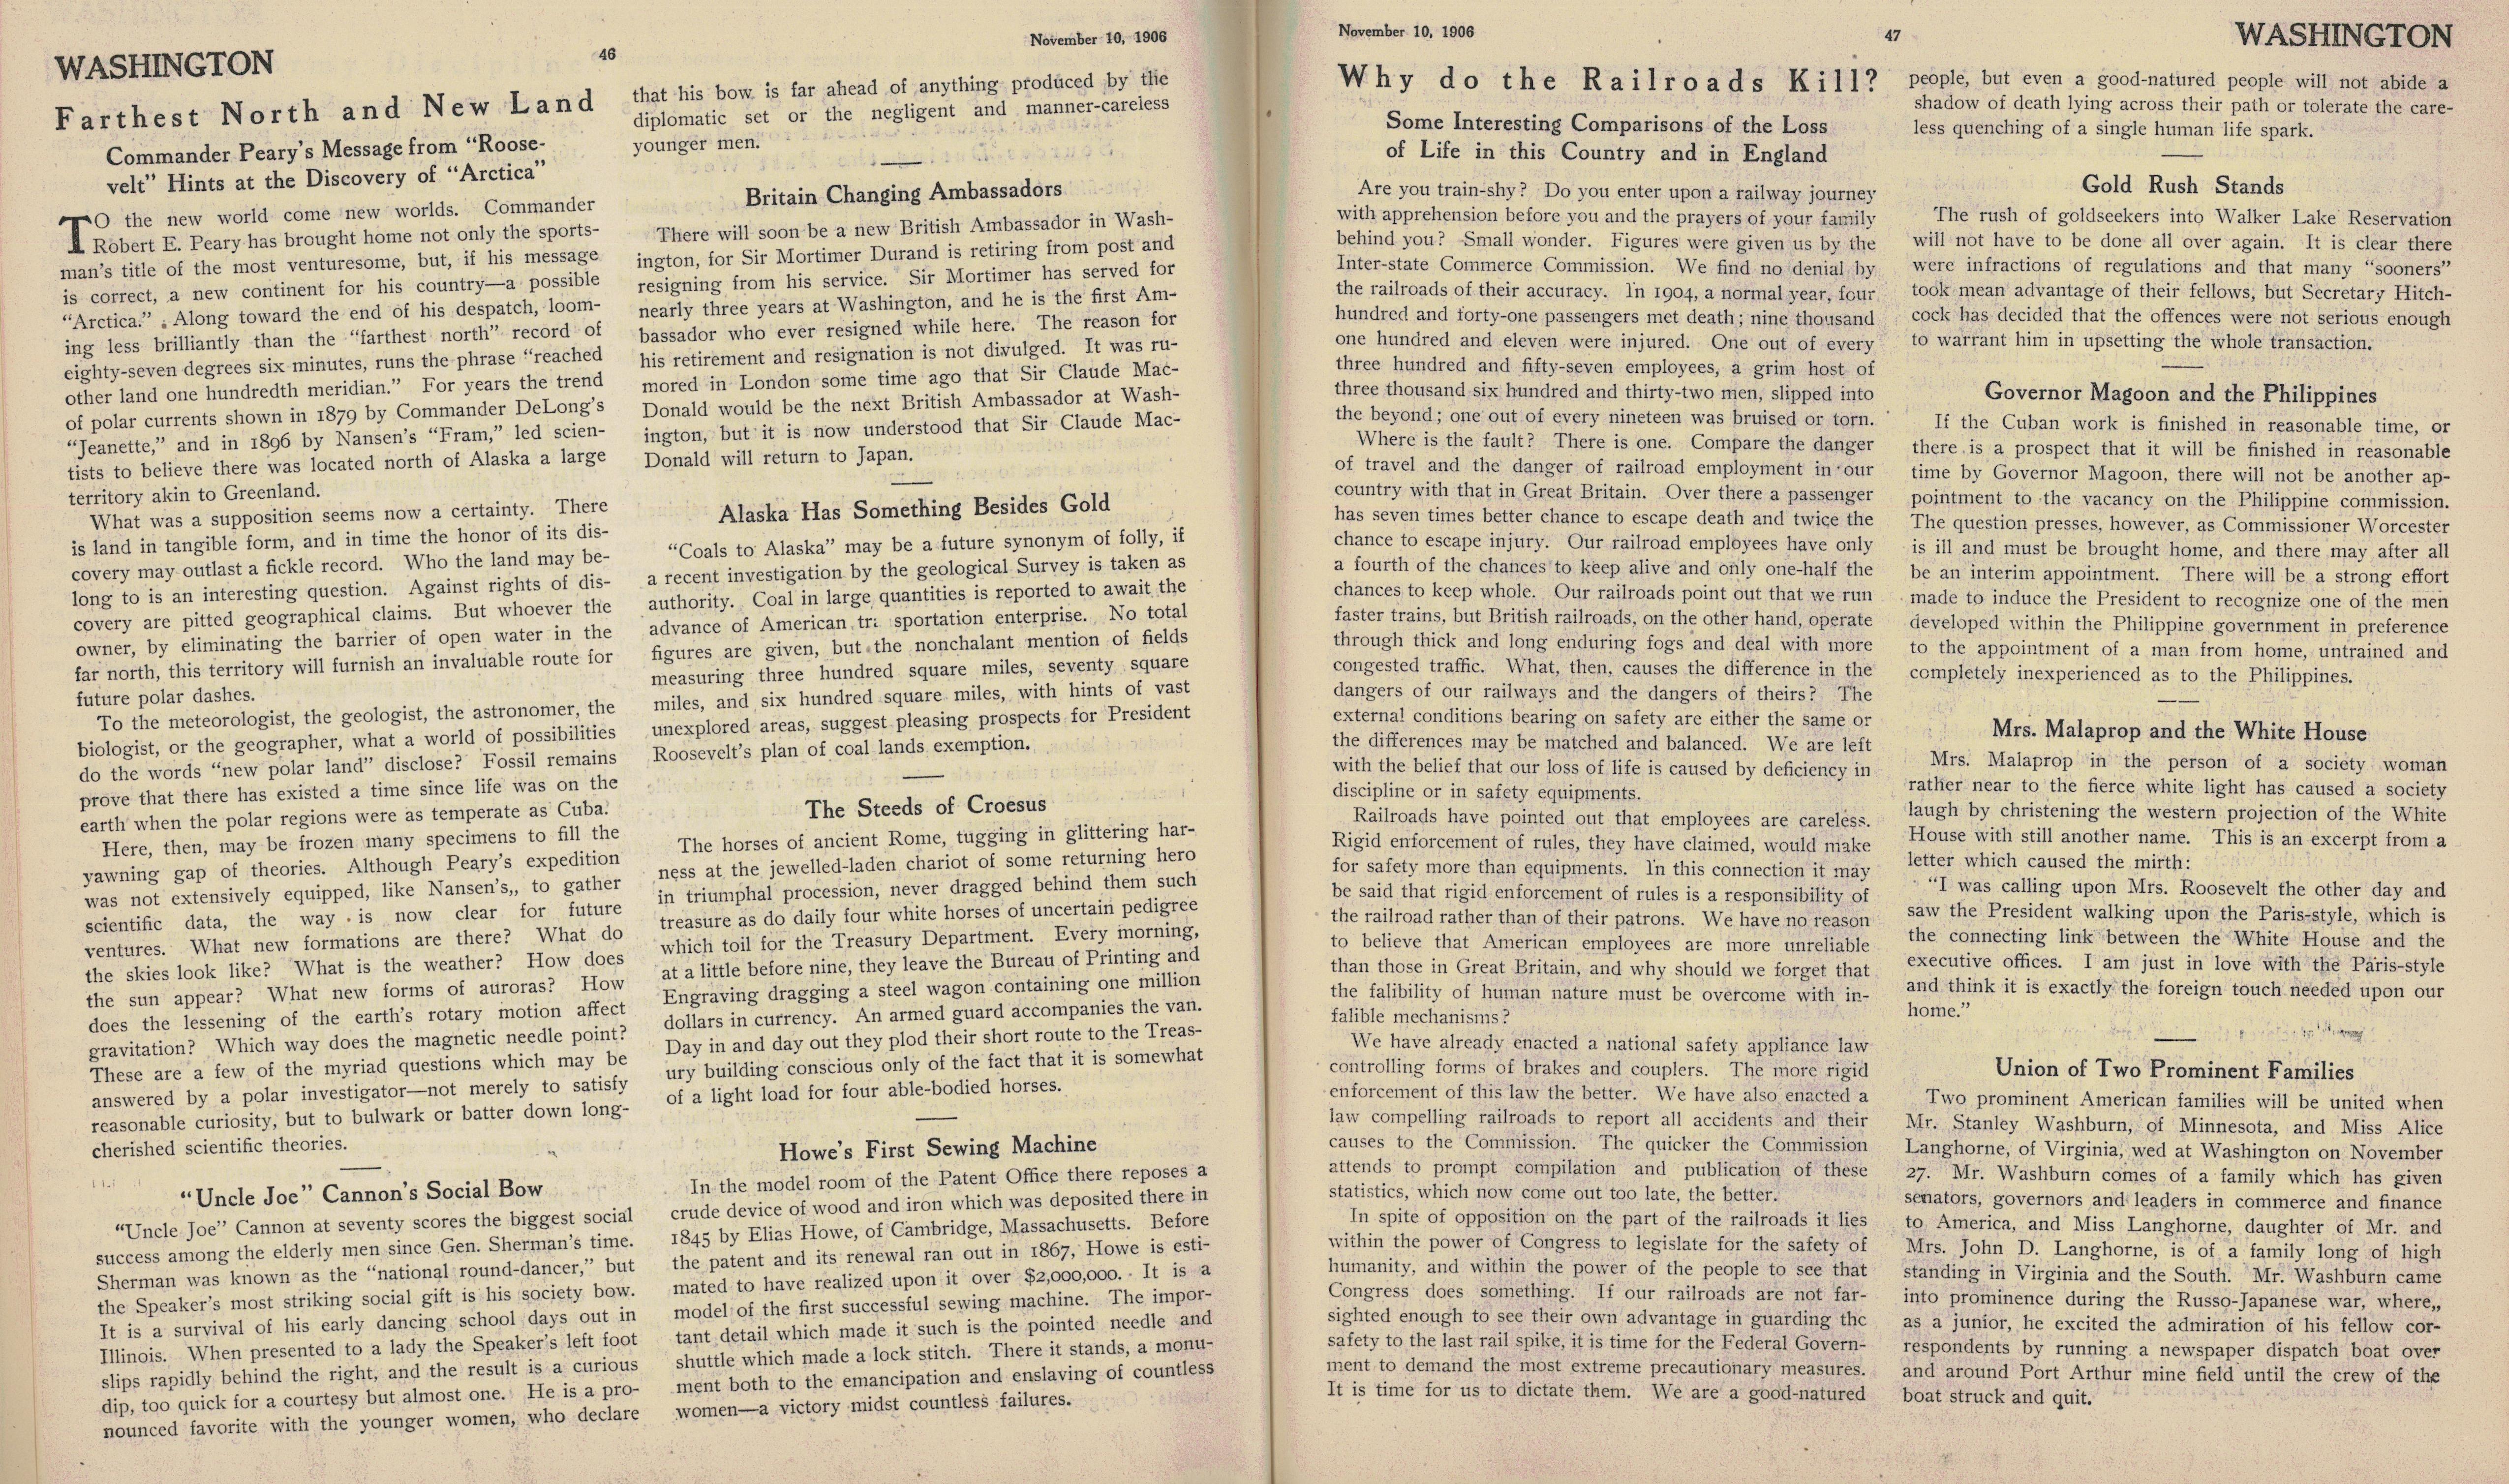 WASHINGTON
46
November 10, 1906
Farthest North and New Land
Commander Peary's Message from "Roose-
velt" Hints at the Discovery of "Arctica"
TO the new world come new worlds. Commander
Robert E. Peary has brought home not only the sports-
man's title of the most venturesome, but, if his message
is correct, a new continent for his country—a possible
"Arctica." Along toward the end of his despatch, loom-
ing less brilliantly than the "farthest north" record of
eighty-seven degrees six minutes, runs the phrase "reached
other land one hundredth meridian." For years the trend
of polar currents shown in 1879 by Commander DeLong's
"Jeanette," and in 1896 by Nansen's "Fram," led scien-
tists to believe there was located north of Alaska a large
territory akin to Greenland.
What was a supposition seems now a certainty. There
is land in tangible form, and in time the honor of its dis-
covery may outlast a fickle record. Who the land may be-
long to is an interesting question. Against rights of dis-
covery are pitted geographical claims. But whoever the
owner, by eliminating the barrier of open water in the
far north, this territory will furnish an invaluable route for
future polar dashes.
To the meteorologist, the geologist, the astronomer, the
biologist, or the geographer, what a world of possibilities
do the words "new polar land" disclose? Fossil remains
prove that there has existed a time since life was on the
earth when the polar regions were as temperate as Cuba.
Here, then, may be frozen many specimens to fill the
yawning gap of theories. Although Peary's expedition
was not extensively equipped, like Nansen's,, to gather
scientific data, the way is now clear for future
ventures. What new formations are there? What do
the skies look like? What is the weather? How does
the sun appear? What new forms of auroras? How
does the lessening of the earth's rotary motion affect
gravitation? Which way does the magnetic needle point?
These are a few of the myriad questions which may be
answered by a polar investigator—not merely to satisfy
reasonable curiosity, but to bulwark or batter down long-
cherished scientific theories.
"Uncle Joe" Cannon's Social Bow
"Uncle Joe" Cannon at seventy scores the biggest social
success among the elderly men since Gen. Sherman's time.
Sherman was known as the "national round-dancer," but
the Speaker's most striking social gift is his society bow.
It is a survival of his early dancing school days out in
Illinois. When presented to a lady the Speaker's left foot
slips rapidly behind the right, and the result is a curious
dip, too quick for a courtesy but almost one. He is a pro-
nounced favorite with the younger women, who declare
that his bow is far ahead of anything produced by the
diplomatic set or the negligent and manner-careless
younger men.
Britain Changing Ambassadors
There will soon be a new British Ambassador in Wash-
ington, for Sir Mortimer Durand is retiring from post and
resigning from his service. Sir Mortimer has served for
nearly three years at Washington, and he is the first Am-
bassador who ever resigned while here. The reason for
his retirement and resignation is not divulged. It was ru-
mored in London some time ago that Sir Claude Mac-
Donald would be the next British Ambassador at Wash-
ington, but it is now understood that Sir Claude Mac-
Donald will return to Japan.
Alaska Has Something Besides Gold
"Coals to Alaska" may be a future synonym of folly, if
a recent investigation by the geological Survey is taken as
authority. Coal in large quantities is reported to await the
advance of American tr sportation enterprise. No total
figures are given, but the nonchalant mention of fields
measuring three hundred square miles, seventy square
miles, and six hundred square miles, with hints of vast
unexplored areas, suggest pleasing prospects for President
Roosevelt's plan of coal lands exemption.
The Steeds of Croesus
The horses of ancient Rome, tugging in glittering har-
ness at the jewelled-laden chariot of some returning hero
in triumphal procession, never dragged behind them such
treasure as do daily four white horses of uncertain pedigree
which toil for the Treasury Department. Every morning,
at a little before nine, they leave the Bureau of Printing and
Engraving dragging a steel wagon containing one million
dollars in currency. An armed guard accompanies the van.
Day in and day out they plod their short route to the Treas-
ury building conscious only of the fact that it is somewhat
of a light load for four able-bodied horses.
Howe's First Sewing Machine
In the model room of the Patent Office there reposes a
crude device of wood and iron which was deposited there in
1845 by Elias Howe, of Cambridge, Massachusetts. Before
the patent and its renewal ran out in 1867, Howe is esti-
mated to have realized upon it over $2,000,000. It is a
model of the first successful sewing machine. The impor-
tant detail which made it such is the pointed needle and
shuttle which made a lock stitch. There it stands, a monu-
ment both to the emancipation and enslaving of countless
women—a victory midst countless failures.
November 10, 1906
47
WASHINGTON
Why do the Railroads Kill?
Some Interesting Comparisons of the Loss
of Life in this Country and in England
Are you train-shy? Do you enter upon a railway journey
with apprehension before you and the prayers of your family
behind you? Small wonder. Figures were given us by the
Inter-state Commerce Commission. We find no denial by
the railroads of their accuracy. In 1904, a normal year, four
hundred and forty-one passengers met death; nine thousand
one hundred and eleven were injured. One out of every
three hundred and fifty-seven employees, a grim host of
three thousand six hundred and thirty-two men, slipped into
the beyond; one out of every nineteen was bruised or torn.
Where is the fault? There is one. Compare the danger
of travel and the danger of railroad employment in our
country with that in Great Britain. Over there a passenger
has seven times better chance to escape death and twice the
chance to escape injury. Our railroad employees have only
a fourth of the chances to keep alive and only one-half the
chances to keep whole. Our railroads point out that we run
faster trains, but British railroads, on the other hand, operate
through thick and long enduring fogs and deal with more
congested traffic. What, then, causes the difference in the
dangers of our railways and the dangers of theirs? The
external conditions bearing on safety are either the same or
the differences may be matched and balanced. We are left
with the belief that our loss of life is caused by deficiency in
discipline or in safety equipments.
Railroads have pointed out that employees are careless.
Rigid enforcement of rules, they have claimed, would make
for safety more than equipments. In this connection it may
be said that rigid enforcement of rules is a responsibility of
the railroad rather than of their patrons. We have no reason
to believe that American employees are more unreliable
than those in Great Britain, and why should we forget that
the falibility of human nature must be overcome with in-
falible mechanisms?
We have already enacted a national safety appliance law
controlling forms of brakes and couplers. The more rigid
enforcement of this law the better. We have also enacted a
law compelling railroads to report all accidents and their
causes to the Commission. The quicker the Commission
attends to prompt compilation and publication of these
statistics, which now come out too late, the better.
In spite of opposition on the part of the railroads it lies
within the power of Congress to legislate for the safety of
humanity, and within the power of the people to see that
Congress does something. If our railroads are not far-
sighted enough to see their own advantage in guarding the
safety to the last rail spike, it is time for the Federal Govern-
ment to demand the most extreme precautionary measures.
It is time for us to dictate them. We are a good-natured
people, but even a good-natured people will not abide a
shadow of death lying across their path or tolerate the care-
less quenching of a single human life spark.
Gold Rush Stands
The rush of goldseekers into Walker Lake Reservation
will not have to be done all over again. It is clear there
were infractions of regulations and that many "sooners"
took mean advantage of their fellows, but Secretary Hitch-
cock has decided that the offences were not serious enough
to warrant him in upsetting the whole transaction.
Governor Magoon and the Philippines
If the Cuban work is finished in reasonable time, or
there is a prospect that it will be finished in reasonable
time by Governor Magoon, there will not be another ap-
pointment to the vacancy on the Philippine commission.
The question presses, however, as Commissioner Worcester
is ill and must be brought home, and there may after all
be an interim appointment. There will be a strong effort
made to induce the President to recognize one of the men
developed within the Philippine government in preference
to the appointment of a man from home, untrained and
completely inexperienced as to the Philippines.
Mrs. Malaprop and the White House
Mrs. Malaprop in the person of a society woman
rather near to the fierce white light has caused a society
laugh by christening the western projection of the White
House with still another name. This is an excerpt from a
letter which caused the mirth:
"I was calling upon Mrs. Roosevelt the other day and
saw the President walking upon the Paris-style, which is
the connecting link between the White House and the
executive offices. I am just in love with the Paris-style
and think it is exactly the foreign touch needed upon our
home."
Union of Two Prominent Families
Two prominent American families will be united when
Mr. Stanley Washburn, of Minnesota, and Miss Alice
Langhorne, of Virginia, wed at Washington on November
27. Mr. Washburn comes of a family which has given
senators, governors and leaders in commerce and finance
to America, and Miss Langhorne, daughter of Mr. and
Mrs. John D. Langhorne, is of a family long of high
standing in Virginia and the South. Mr. Washburn came
into prominence during the Russo-Japanese war, where,,
as a junior, he excited the admiration of his fellow cor-
respondents by running a newspaper dispatch boat over
and around Port Arthur mine field until the crew of the
boat struck and quit.